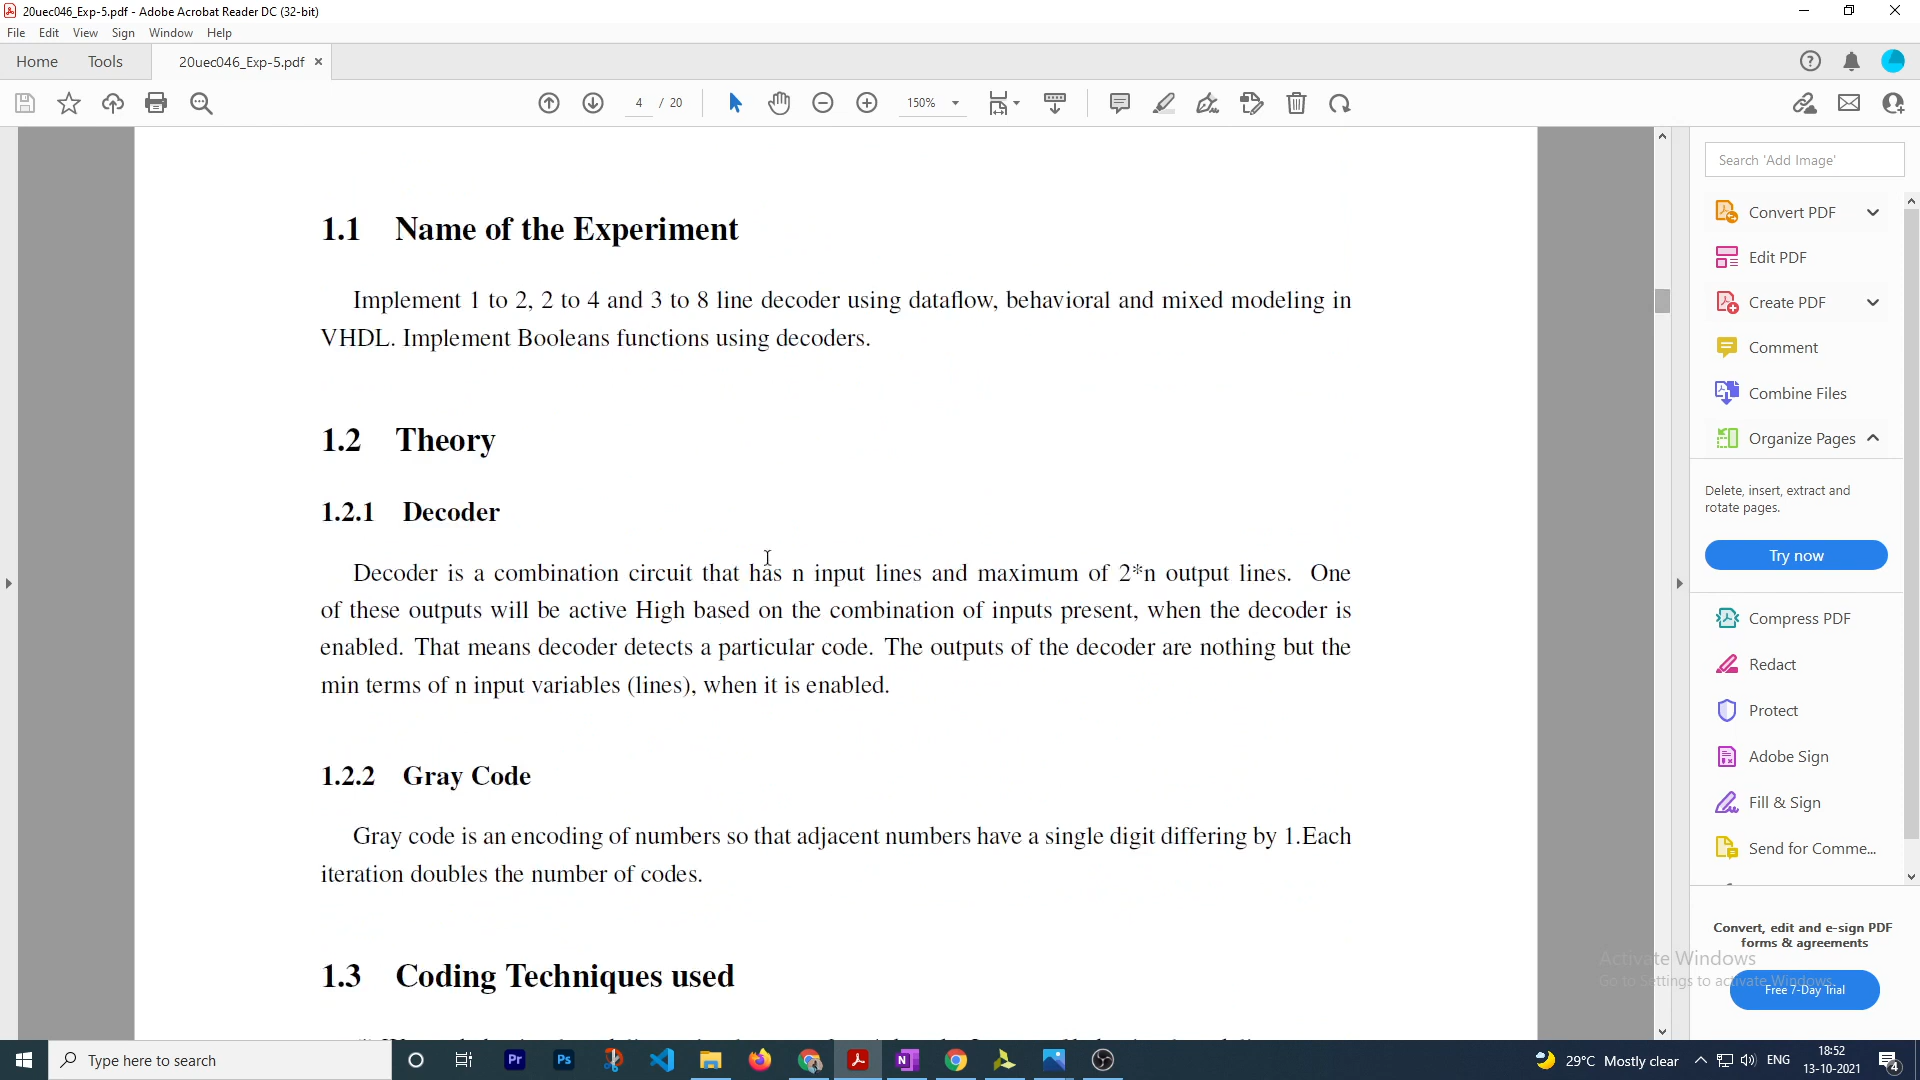 20uec046_Exp-5.pdf - Adobe Acrobat Reader DC (32-bit)
File Edit View Sign Window Help
Home Tools 20uec046_Exp-5.pdf ×
4 / 20 150%
1.1 Name of the Experiment
Implement 1 to 2, 2 to 4 and 3 to 8 line decoder using dataflow, behavioral and mixed modeling in
VHDL. Implement Booleans functions using decoders.
1.2 Theory
1.2.1 Decoder
Decoder is a combination circuit that has n input lines and maximum of 2*n output lines. One
of these outputs will be active High based on the combination of inputs present, when the decoder is
enabled. That means decoder detects a particular code. The outputs of the decoder are nothing but the
min terms of n input variables (lines), when it is enabled.
1.2.2 Gray Code
Gray code is an encoding of numbers so that adjacent numbers have a single digit differing by 1.Each
iteration doubles the number of codes.
1.3 Coding Techniques used
Search 'Add Image'
Convert PDF
Edit PDF
Create PDF
Comment
Combine Files
Organize Pages
Delete, insert, extract and
rotate pages.
Try now
Compress PDF
Redact
Protect
Adobe Sign
Fill & Sign
Send for Comme...
Convert, edit and e-sign PDF
forms & agreements
Activate Windows
Go to Settings to activate Windows.
Free 7-Day Trial
Type here to search
Pr
Ps
N
29°C Mostly clear
ENG
18:52
13-10-2021
4